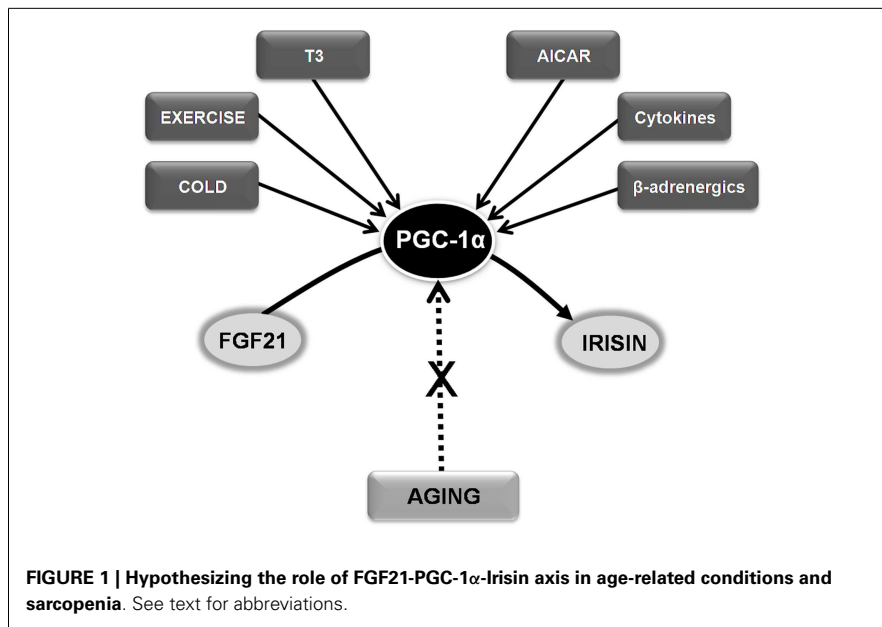 T3
AICAR
EXERCISE
Cytokines
COLD
β-adrenergics
PGC-1α
FGF21
IRISIN
X
AGING
FIGURE 1 | Hypothesizing the role of FGF21-PGC-1α-Irisin axis in age-related conditions and
sarcopenia. See text for abbreviations.